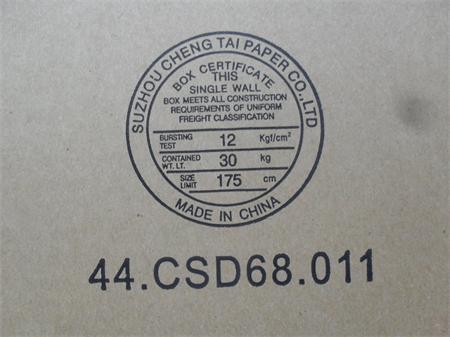 SUZHOU CHENG TAI PAPER CO.,LTD
BOX CERTIFICATE
THIS
SINGLE WALL
BOX MEETS ALL CONSTRUCTION
REQUIREMENTS OF UNIFORM
FREIGHT CLASSIFICATION
BURSTING TEST 12 Kgf/cm²
CONTAINED WT. LT. 30 kg
SIZE LIMIT 175 cm
MADE IN CHINA
44.CSD68.011